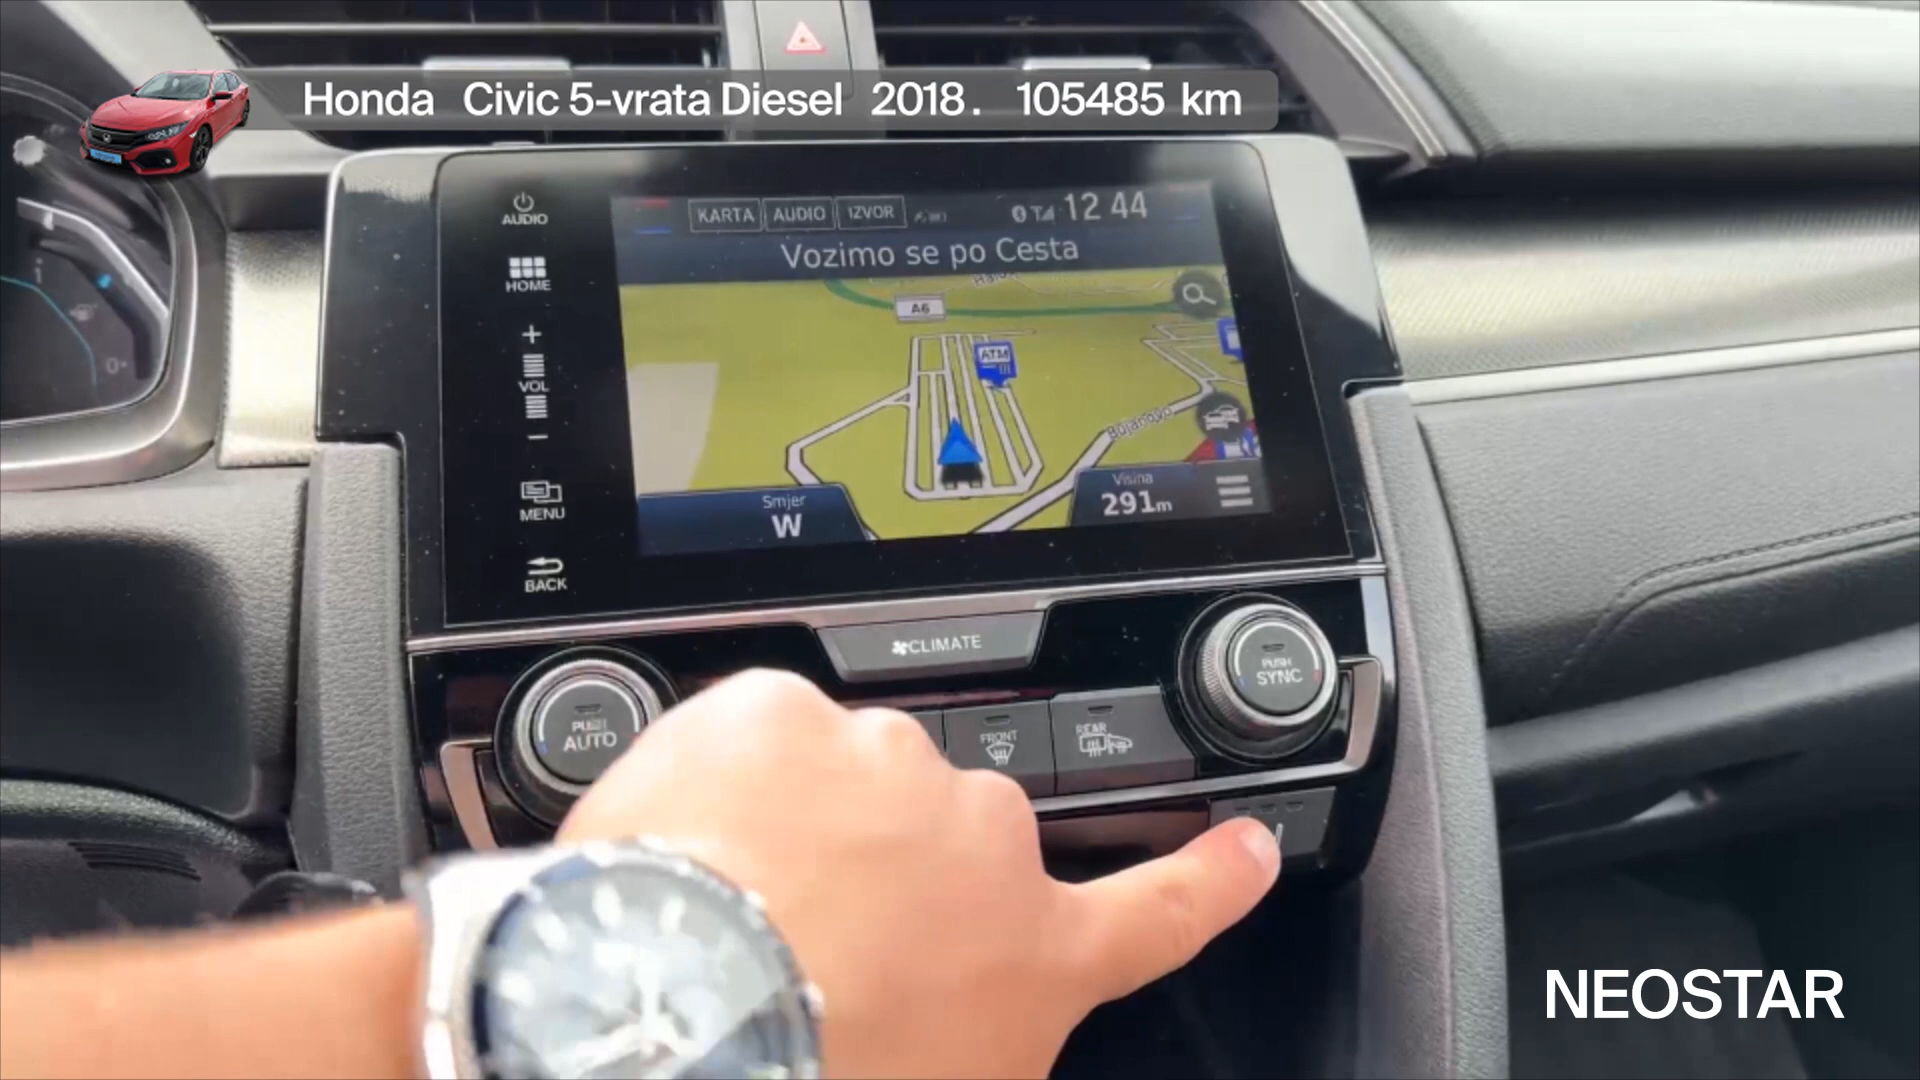 Honda Civic 5-vrata Diesel 2018. 105485 km
AUDIO
HOME
+
VOL
-
MENU
BACK
KARTA AUDIO IZVOR
12 44
Vozimo se po Cesta
A6
ATM
Smjer
W
Visina
291m
CLIMATE
PUSH
AUTO
FRONT
REAR
PUSH
SYNC
NEOSTAR